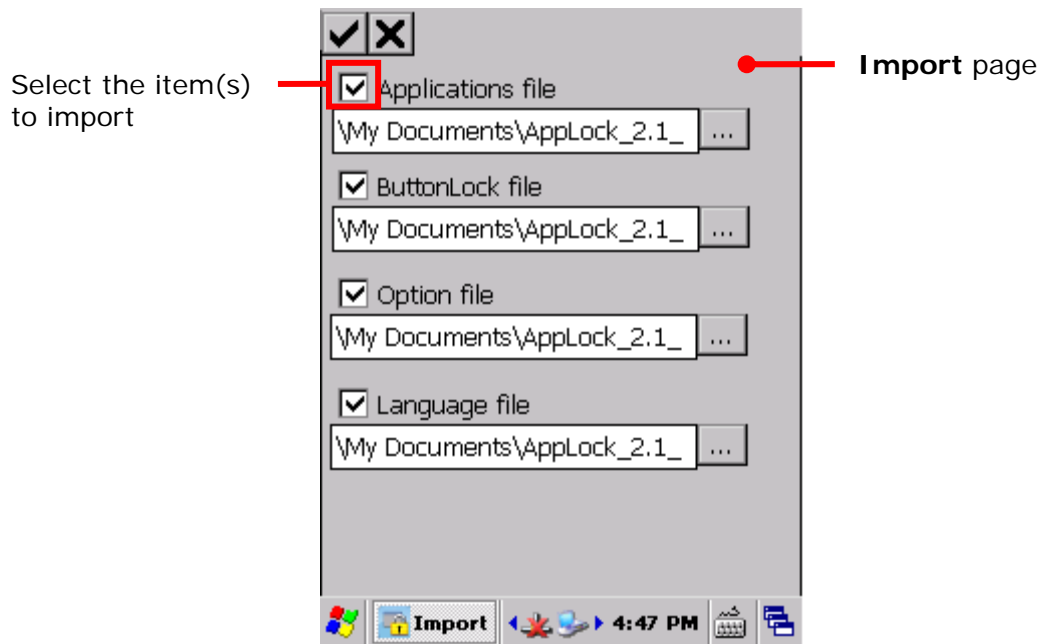 Select the item(s)
to import
Import page
Applications file
\My Documents\AppLock_2.1_
...
ButtonLock file
\My Documents\AppLock_2.1_
...
Option file
\My Documents\AppLock_2.1_
...
Language file
\My Documents\AppLock_2.1_
...
Import
4:47 PM